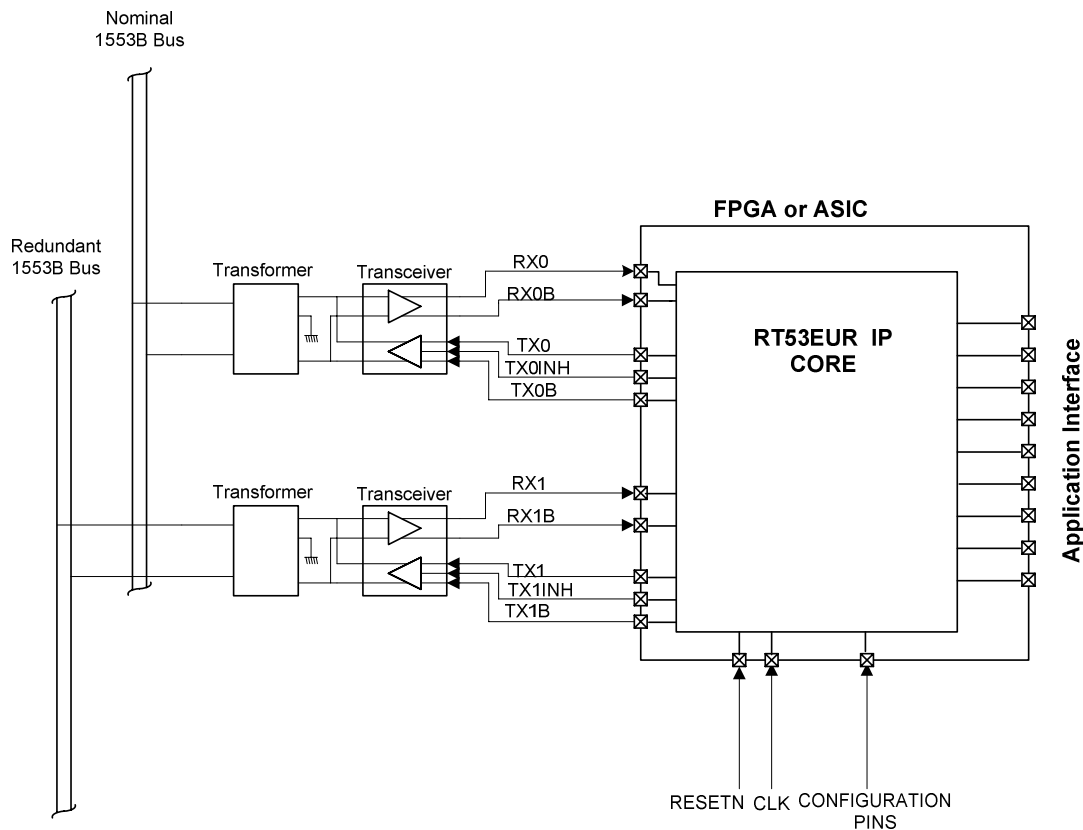 Nominal
1553B Bus
Redundant
1553B Bus
FPGA or ASIC
Transformer
Transceiver
RX0
RX0B
TX0
TX0INH
TX0B
RT53EUR IP
CORE
Application Interface
Transformer
Transceiver
RX1
RX1B
TX1
TX1INH
TX1B
RESETN
CLK
CONFIGURATION
PINS